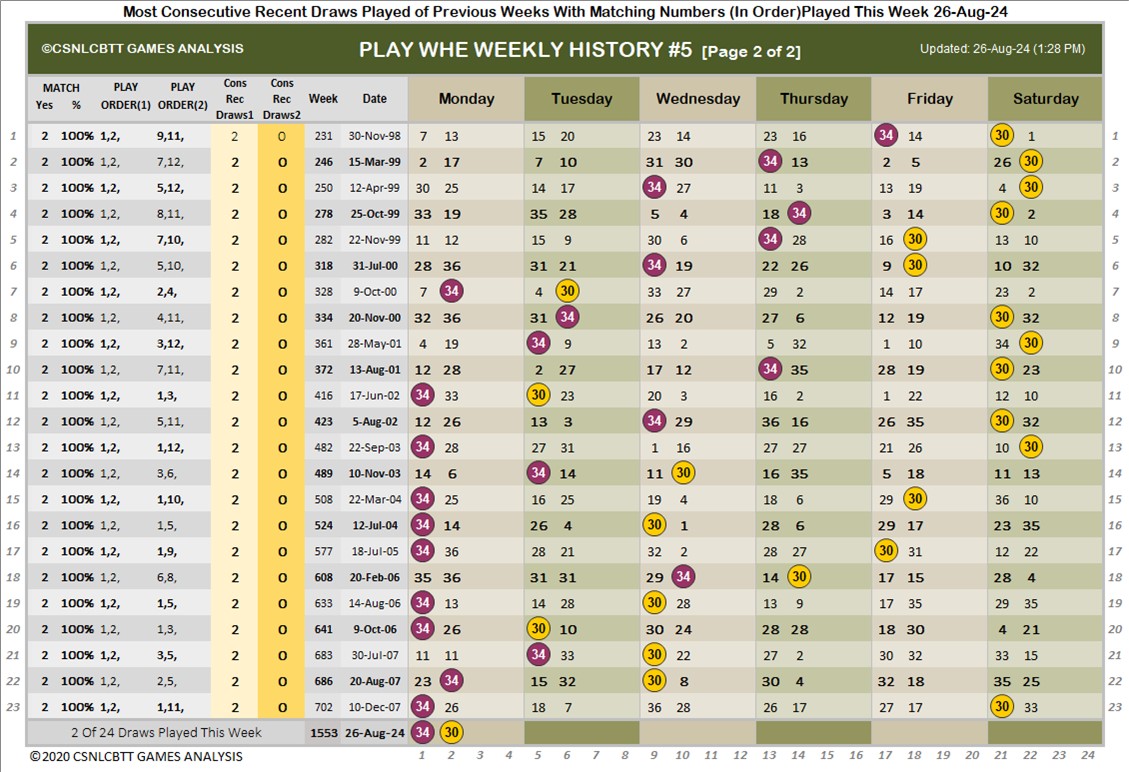 Most Consecutive Recent Draws Played of Previous Weeks With Matching Numbers (In Order)Played This Week 26-Aug-24
©CSNLCBTT GAMES ANALYSIS PLAY WHE WEEKLY HISTORY #5 [Page 2 of 2] Updated: 26-Aug-24 (1:28 PM)
MATCH PLAY PLAY Cons Cons
Yes % ORDER(1) ORDER(2) Rec Rec Week Date Monday Tuesday Wednesday Thursday Friday Saturday
Draws1 Draws2
1 2 100% 1,2, 9,11, 2 0 231 30-Nov-98 7 13 15 20 23 14 23 16 34 14 30 1 1
2 2 100% 1,2, 7,12, 2 0 246 15-Mar-99 2 17 7 10 31 30 34 13 2 5 26 30 2
3 2 100% 1,2, 5,12, 2 0 250 12-Apr-99 30 25 14 17 34 27 11 3 13 19 4 30 3
4 2 100% 1,2, 8,11, 2 0 278 25-Oct-99 33 19 35 28 5 4 18 34 3 14 30 2 4
5 2 100% 1,2, 7,10, 2 0 282 22-Nov-99 11 12 15 9 30 6 34 28 16 30 13 10 5
6 2 100% 1,2, 5,10, 2 0 318 31-Jul-00 28 36 31 21 34 19 22 26 9 30 10 32 6
7 2 100% 1,2, 2,4, 2 0 328 9-Oct-00 7 34 4 30 33 27 29 2 14 17 23 2 7
8 2 100% 1,2, 4,11, 2 0 334 20-Nov-00 32 36 31 34 26 20 27 6 12 19 30 32 8
9 2 100% 1,2, 3,12, 2 0 361 28-May-01 4 19 34 9 13 2 5 32 1 10 34 30 9
10 2 100% 1,2, 7,11, 2 0 372 13-Aug-01 12 28 2 27 17 12 34 35 28 19 30 23 10
11 2 100% 1,2, 1,3, 2 0 416 17-Jun-02 34 33 30 23 20 3 16 2 1 22 12 10 11
12 2 100% 1,2, 5,11, 2 0 423 5-Aug-02 12 26 13 3 34 29 36 16 26 35 30 32 12
13 2 100% 1,2, 1,12, 2 0 482 22-Sep-03 34 28 27 31 1 16 27 27 21 26 10 30 13
14 2 100% 1,2, 3,6, 2 0 489 10-Nov-03 14 6 34 14 11 30 16 35 5 18 11 13 14
15 2 100% 1,2, 1,10, 2 0 508 22-Mar-04 34 25 16 25 19 4 18 6 29 30 36 10 15
16 2 100% 1,2, 1,5, 2 0 524 12-Jul-04 34 14 26 4 30 1 28 6 29 17 23 35 16
17 2 100% 1,2, 1,9, 2 0 577 18-Jul-05 34 36 28 21 32 2 28 27 30 31 12 22 17
18 2 100% 1,2, 6,8, 2 0 608 20-Feb-06 35 36 31 31 29 34 14 30 17 15 28 4 18
19 2 100% 1,2, 1,5, 2 0 633 14-Aug-06 34 13 14 28 30 28 13 9 17 35 29 35 19
20 2 100% 1,2, 1,3, 2 0 641 9-Oct-06 34 26 30 10 30 24 28 28 18 30 4 21 20
21 2 100% 1,2, 3,5, 2 0 683 30-Jul-07 11 11 34 33 30 22 27 2 30 32 33 15 21
22 2 100% 1,2, 2,5, 2 0 686 20-Aug-07 23 34 15 32 30 8 30 4 32 18 35 25 22
23 2 100% 1,2, 1,11, 2 0 702 10-Dec-07 34 26 18 7 36 28 26 17 27 17 30 33 23
2 Of 24 Draws Played This Week 1553 26-Aug-24 34 30
©2020 CSNLCBTT GAMES ANALYSIS 1 2 3 4 5 6 7 8 9 10 11 12 13 14 15 16 17 18 19 20 21 22 23 24